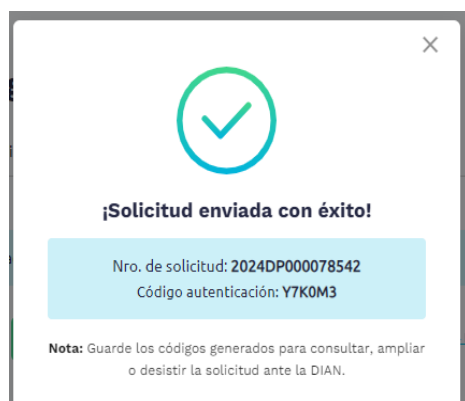 ¡Solicitud enviada con éxito!
Nro. de solicitud: 2024DP000078542
Código autenticación: Y7K0M3
Nota: Guarde los códigos generados para consultar, ampliar
o desistir la solicitud ante la DIAN.